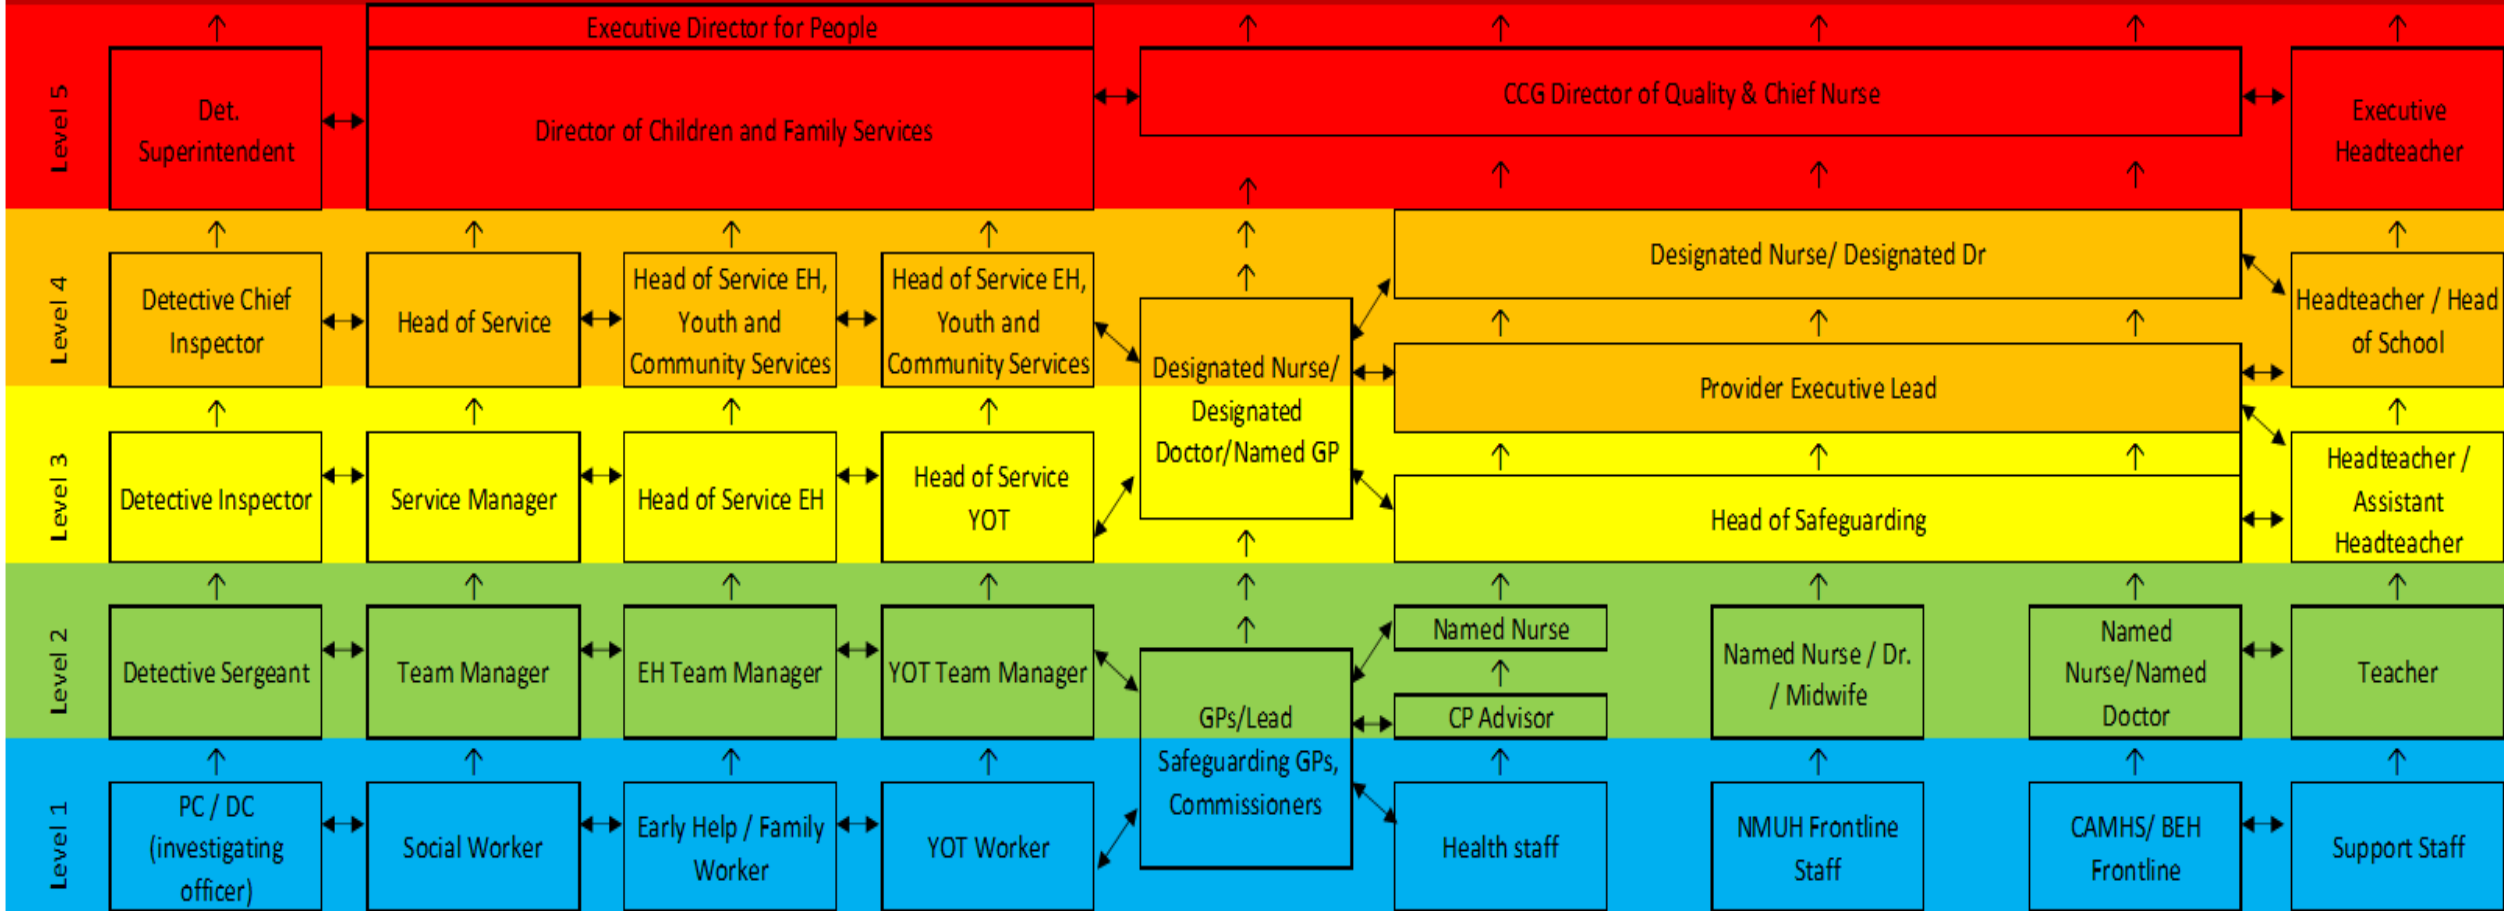 Executive Director for People
Level 5
Det.
Superintendent
Director of Children and Family Services
CCG Director of Quality & Chief Nurse
Executive
Headteacher
Level 4
Detective Chief
Inspector
Head of Service
Head of Service EH,
Youth and
Community Services
Head of Service EH,
Youth and
Community Services
Designated Nurse/
Designated
Doctor/Named GP
Designated Nurse/ Designated Dr
Provider Executive Lead
Headteacher / Head
of School
Level 3
Detective Inspector
Service Manager
Head of Service EH
Head of Service
YOT
Head of Safeguarding
Headteacher /
Assistant
Headteacher
Level 2
Detective Sergeant
Team Manager
EH Team Manager
YOT Team Manager
GPs/Lead
Safeguarding GPs,
Commissioners
Named Nurse
CP Advisor
Named Nurse / Dr.
/ Midwife
Named
Nurse/Named
Doctor
Teacher
Level 1
PC / DC
(investigating
officer)
Social Worker
Early Help / Family
Worker
YOT Worker
Health staff
NMUH Frontline
Staff
CAMHS/ BEH
Frontline
Support Staff